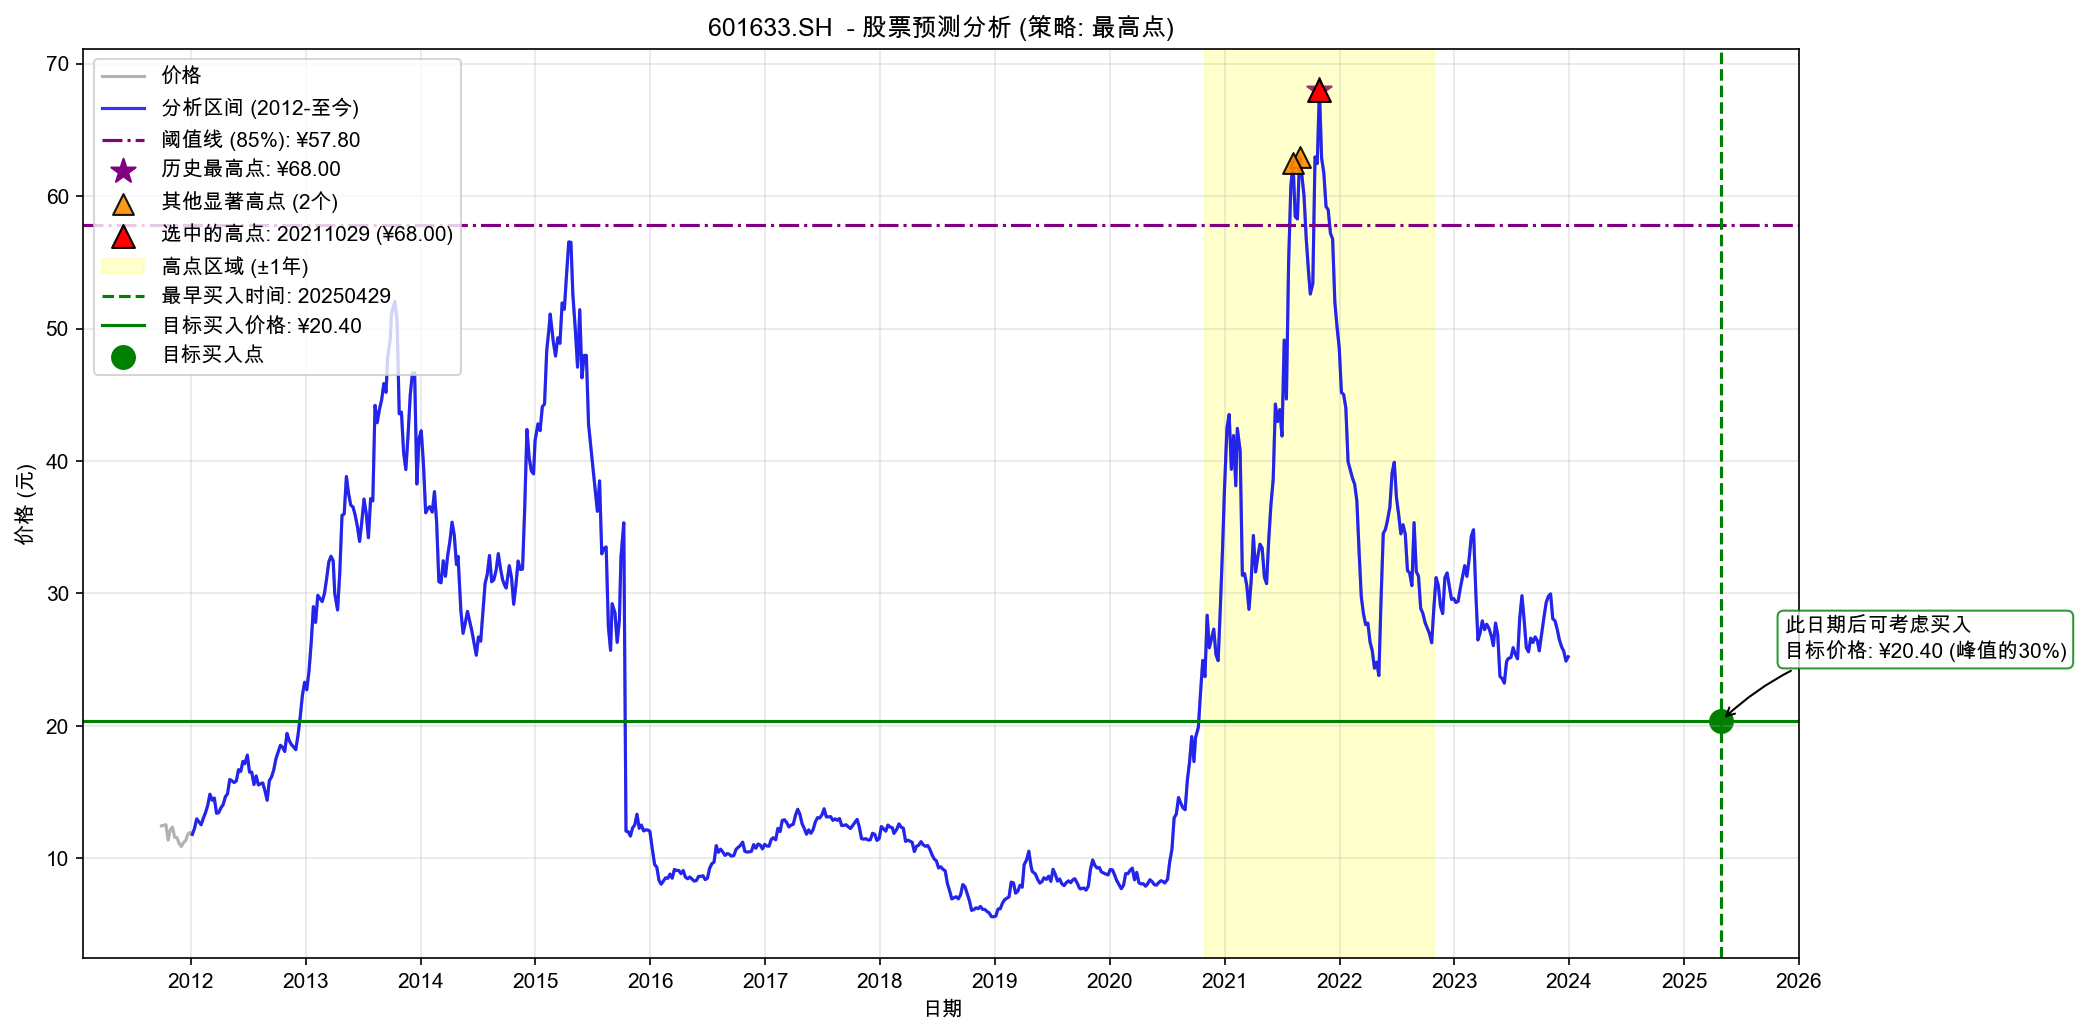 601633.SH - 股票预测分析 (策略: 最高点)
价格 (元)
70
60
50
40
30
20
10
价格
分析区间 (2012-至今)
阈值线 (85%): ¥57.80
历史最高点: ¥68.00
其他显著高点 (2个)
选中的高点: 20211029 (¥68.00)
高点区域 (±1年)
最早买入时间: 20250429
目标买入价格: ¥20.40
目标买入点
此日期后可考虑买入
目标价格: ¥20.40 (峰值的30%)
2012
2013
2014
2015
2016
2017
2018
2019
2020
2021
2022
2023
2024
2025
2026
日期